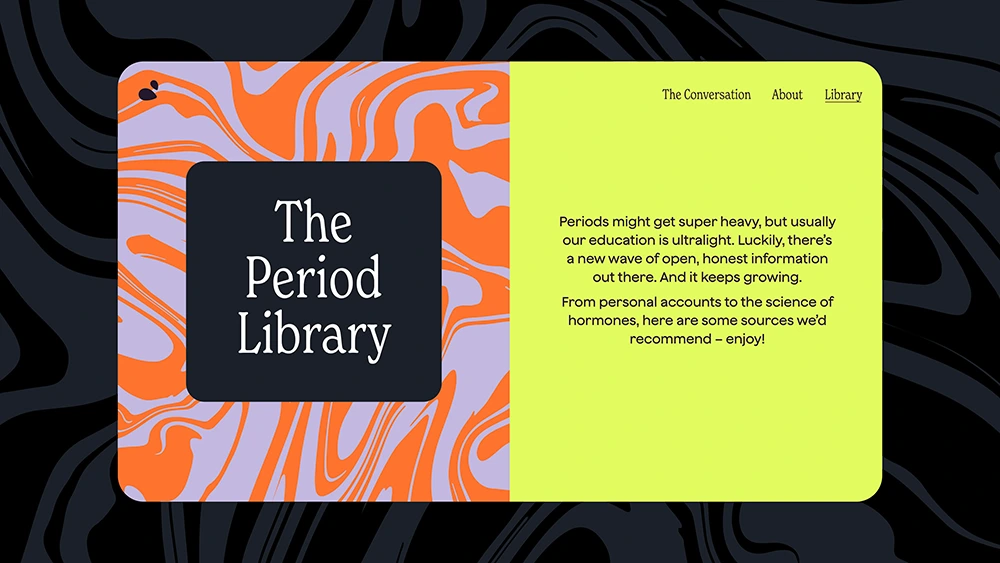 The Conversation About Library
The
Period
Library
Periods might get super heavy, but usually
our education is ultralight. Luckily, there's
a new wave of open, honest information
out there. And it keeps growing.
From personal accounts to the science of
hormones, here are some sources we'd
recommend – enjoy!